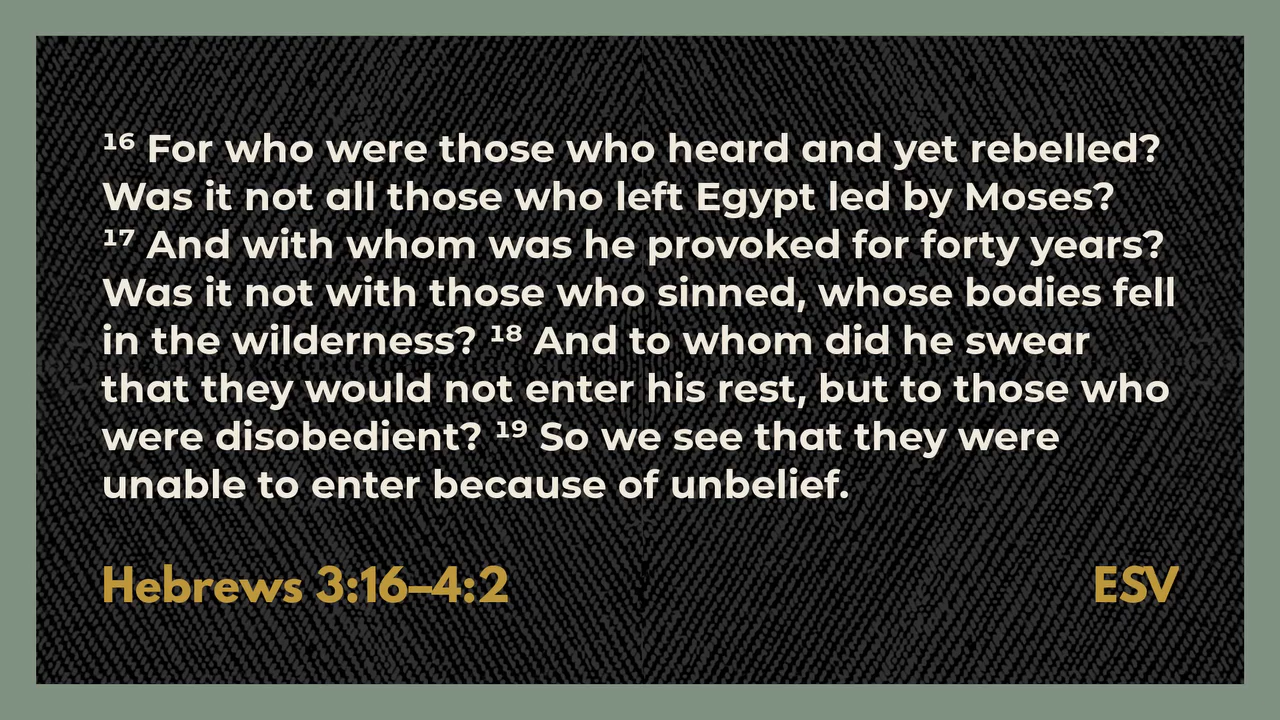 ¹⁶ For who were those who heard and yet rebelled?
Was it not all those who left Egypt led by Moses?
¹⁷ And with whom was he provoked for forty years?
Was it not with those who sinned, whose bodies fell
in the wilderness? ¹⁸ And to whom did he swear
that they would not enter his rest, but to those who
were disobedient? ¹⁹ So we see that they were
unable to enter because of unbelief.
Hebrews 3:16–4:2
ESV